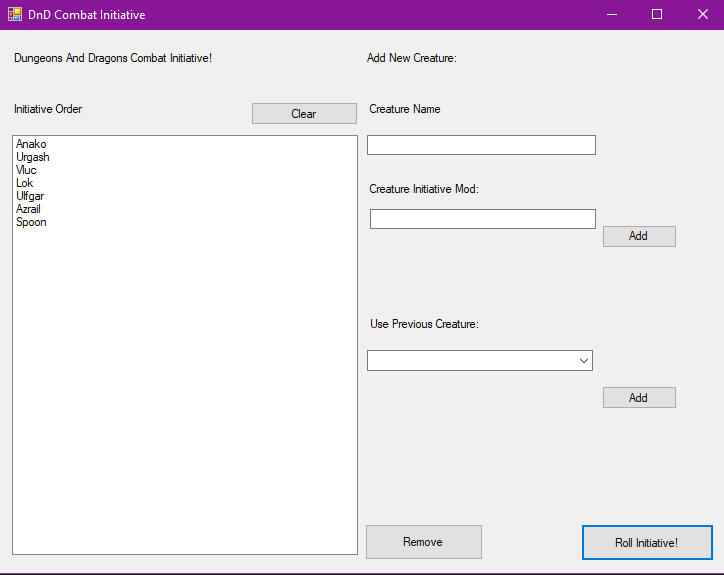 DnD Combat Initiative
Dungeons And Dragons Combat Initiative!
Add New Creature:
Initiative Order
Clear
Creature Name
Anako
Urgash
Vluc
Lok
Ulfgar
Azrail
Spoon
Creature Initiative Mod:
Add
Use Previous Creature:
Add
Remove
Roll Initiative!